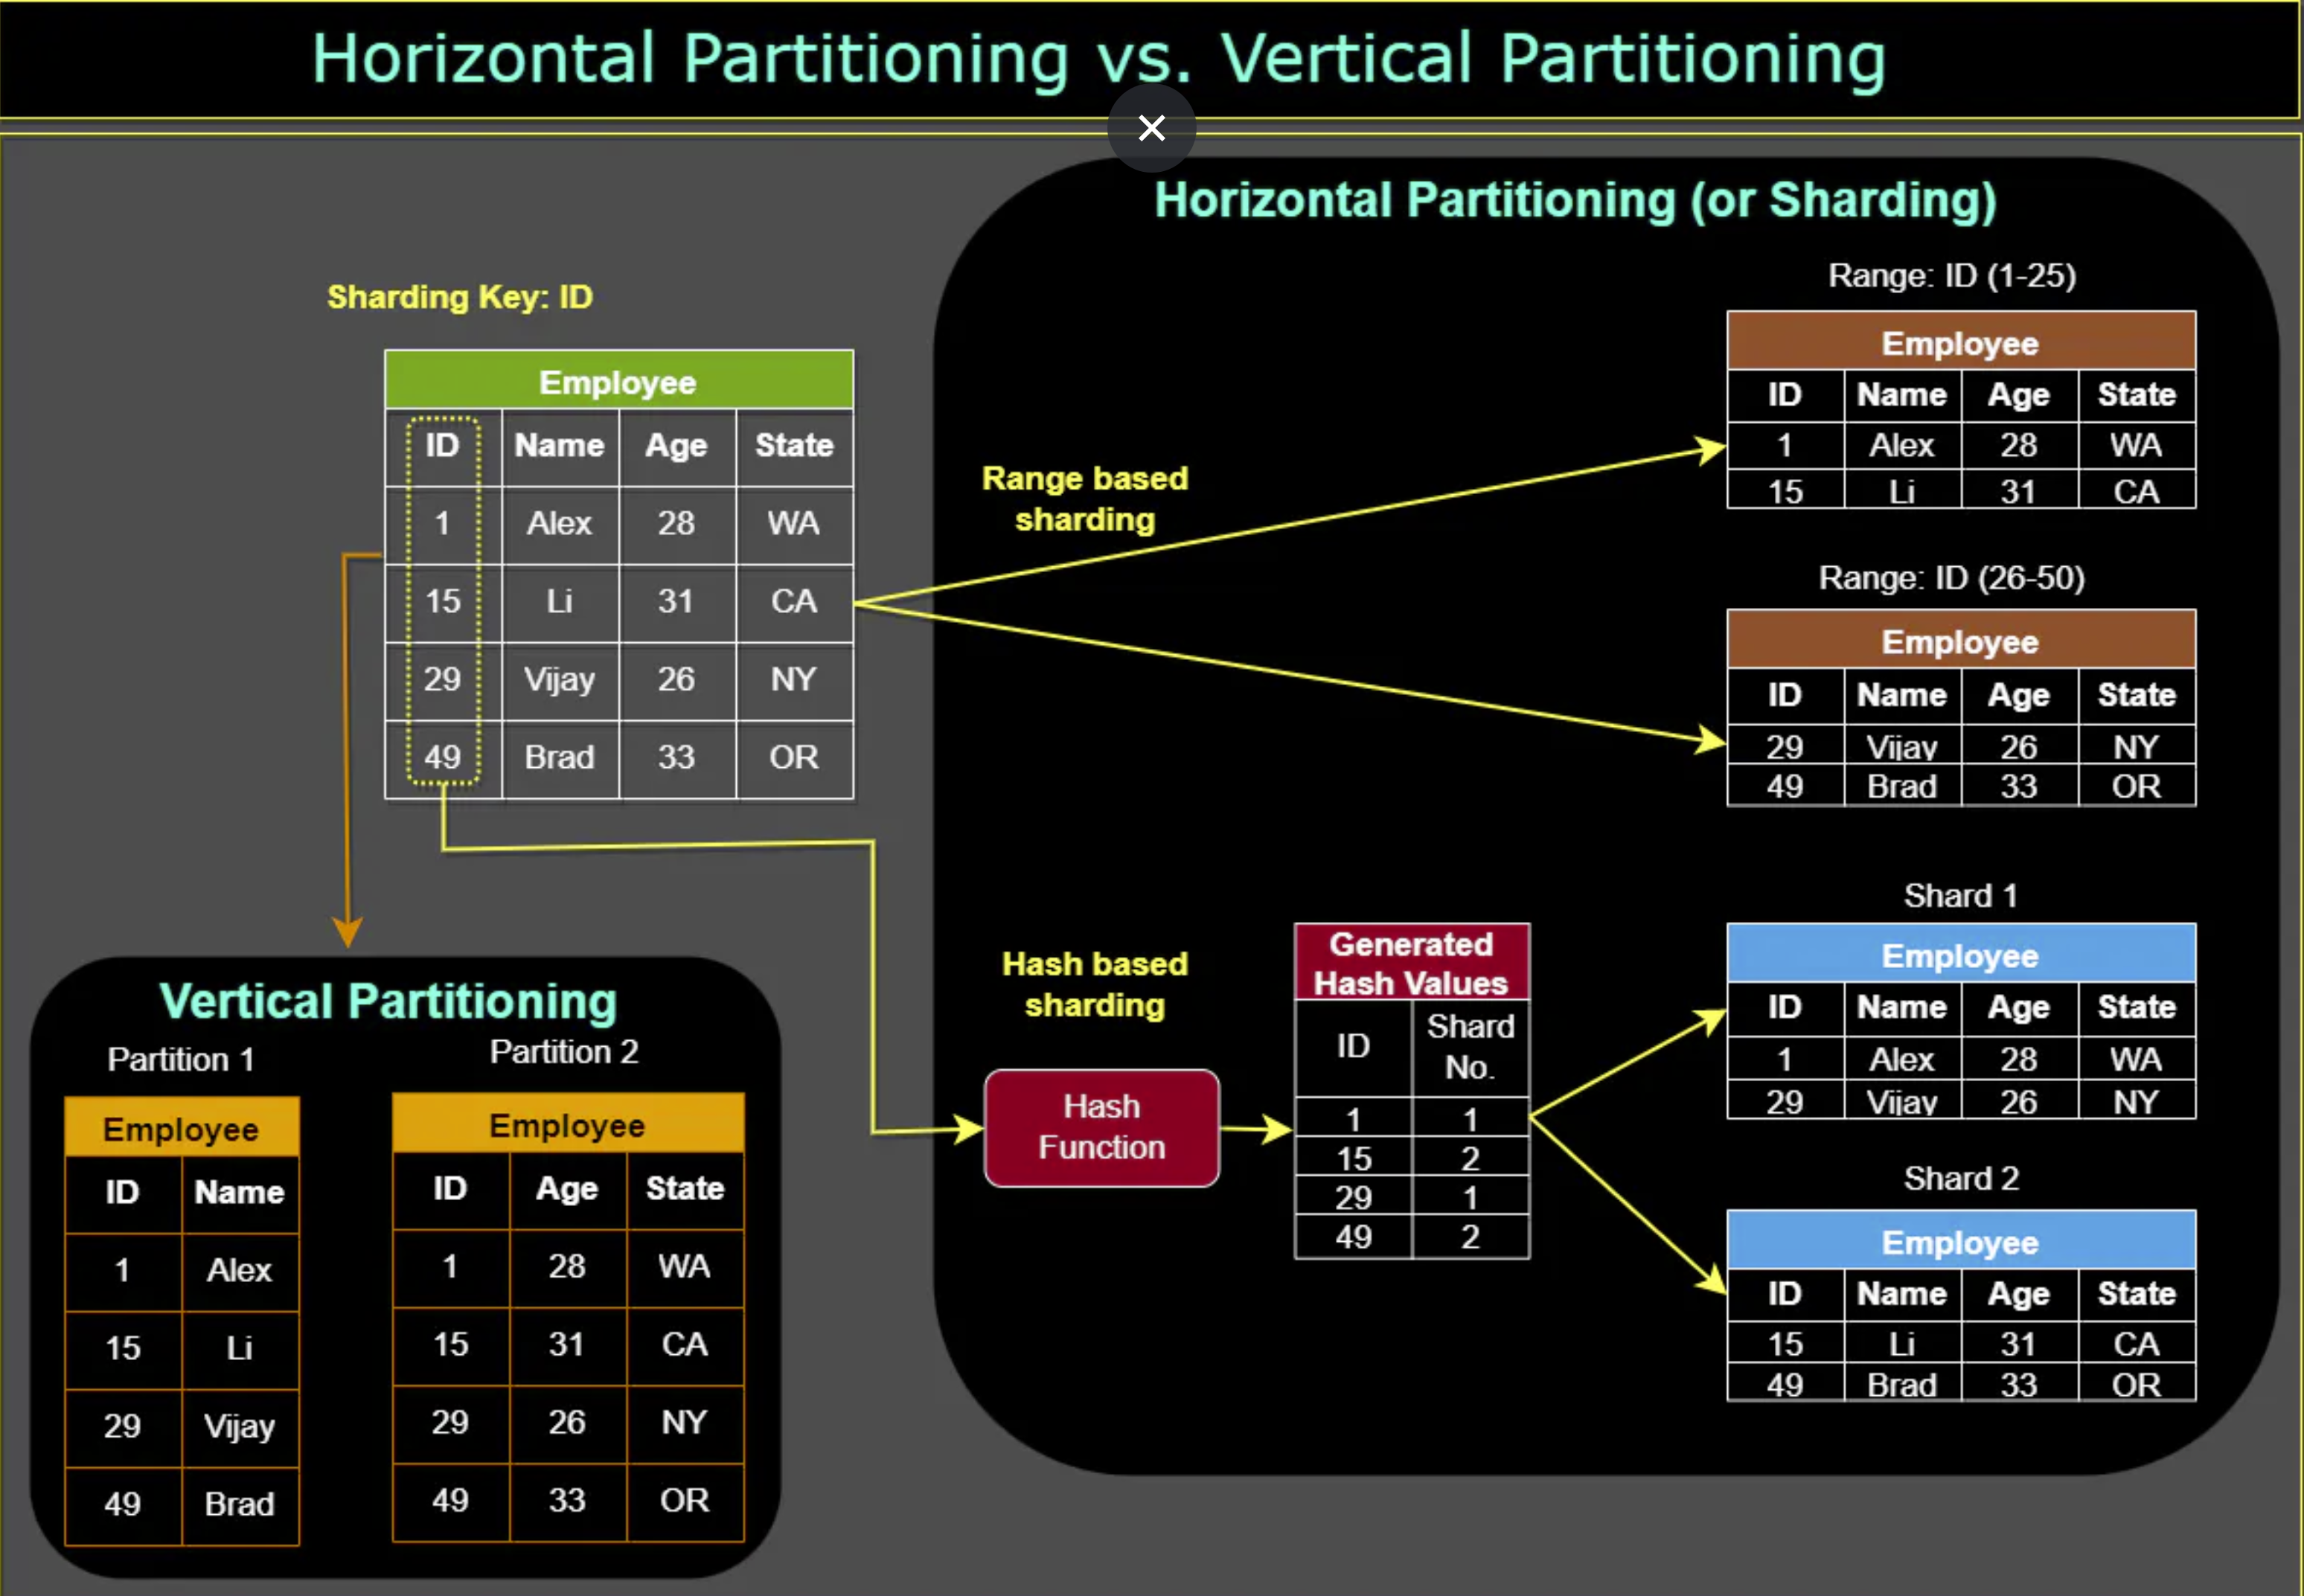 Horizontal Partitioning vs. Vertical Partitioning
Horizontal Partitioning (or Sharding)
Sharding Key: ID
Employee
ID Name Age State
1 Alex 28 WA
15 Li 31 CA
29 Vijay 26 NY
49 Brad 33 OR
Range based
sharding
Range: ID (1-25)
Employee
ID Name Age State
1 Alex 28 WA
15 Li 31 CA
Range: ID (26-50)
Employee
ID Name Age State
29 Vijay 26 NY
49 Brad 33 OR
Hash based
sharding
Hash
Function
Generated
Hash Values
ID Shard
No.
1 1
15 2
29 1
49 2
Shard 1
Employee
ID Name Age State
1 Alex 28 WA
29 Vijay 26 NY
Shard 2
Employee
ID Name Age State
15 Li 31 CA
49 Brad 33 OR
Vertical Partitioning
Partition 1
Employee
ID Name
1 Alex
15 Li
29 Vijay
49 Brad
Partition 2
Employee
ID Age State
1 28 WA
15 31 CA
29 26 NY
49 33 OR